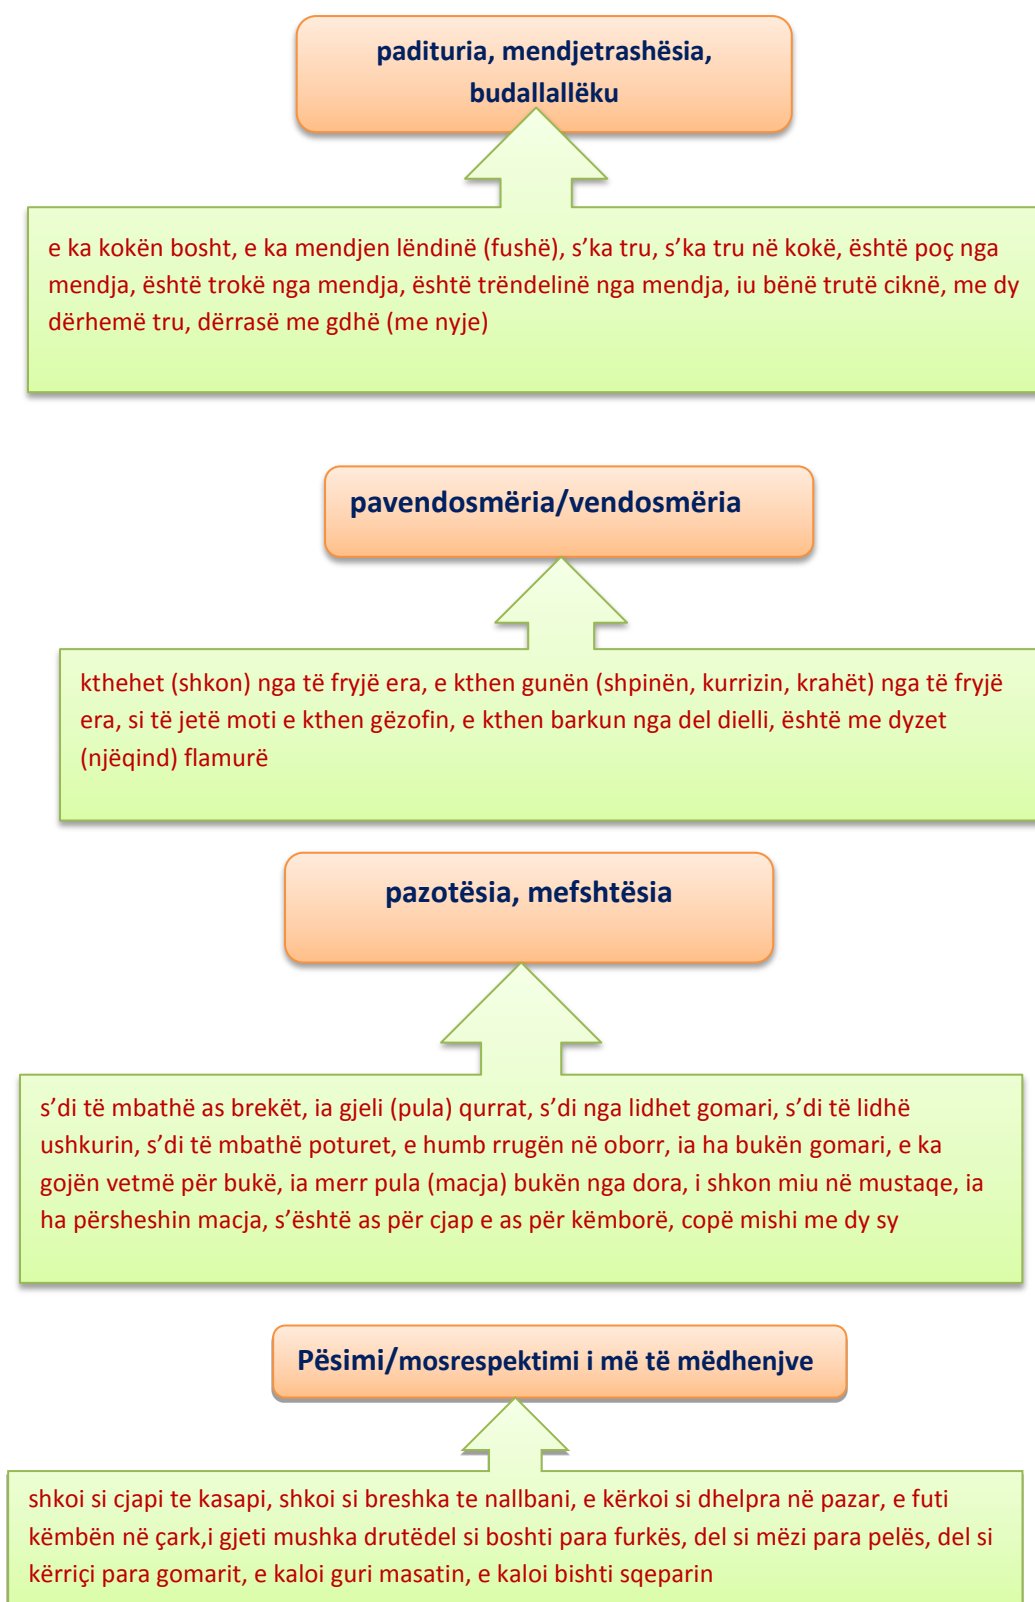 padituria, mendjetrashësia,
budallallëku
e ka kokën bosht, e ka mendjen lëndinë (fushë), s’ka tru, s’ka tru në kokë, është poç nga
mendja, është trokë nga mendja, është trëndelinë nga mendja, iu bënë trutë ciknë, me dy
dërhemë tru, dërrasë me gdhë (me nyje)
pavendosmëria/vendosmëria
kthehet (shkon) nga të fryjë era, e kthen gunën (shpinën, kurrizin, krahët) nga të fryjë
era, si të jetë moti e kthen gëzofin, e kthen barkun nga del dielli, është me dyzet
(njëqind) flamurë
pazotësia, mefshtësia
s’di të mbathë as brekët, ia gjeli (pula) qurrat, s’di nga lidhet gomari, s’di të lidhë
ushkurin, s’di të mbathë poturet, e humb rrugën në oborr, ia ha bukën gomari, e ka
gojën vetmë për bukë, ia merr pula (macja) bukën nga dora, i shkon miu në mustaqe, ia
ha përsheshin macja, s’është as për cjap e as për këmborë, copë mishi me dy sy
Pësimi/mosrespektimi i më të mëdhenjve
shkoi si cjapi te kasapi, shkoi si breshka te nallbani, e kërkoi si dhelpra në pazar, e futi
këmbën në çark,i gjeti mushka drutëdel si boshti para furkës, del si mëzi para pelës, del si
kërriçi para gomarit, e kaloi guri masatin, e kaloi bishti sqeparin